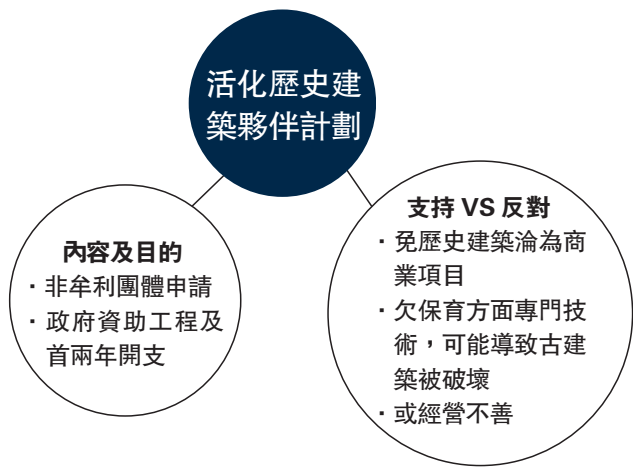 活化歷史建
築夥伴計劃
內容及目的
·非牟利團體申請
·政府資助工程及
首兩年開支
支持 VS 反對
·免歷史建築淪為商
業項目
·欠保育方面專門技
術，可能導致古建
築被破壞
·或經營不善